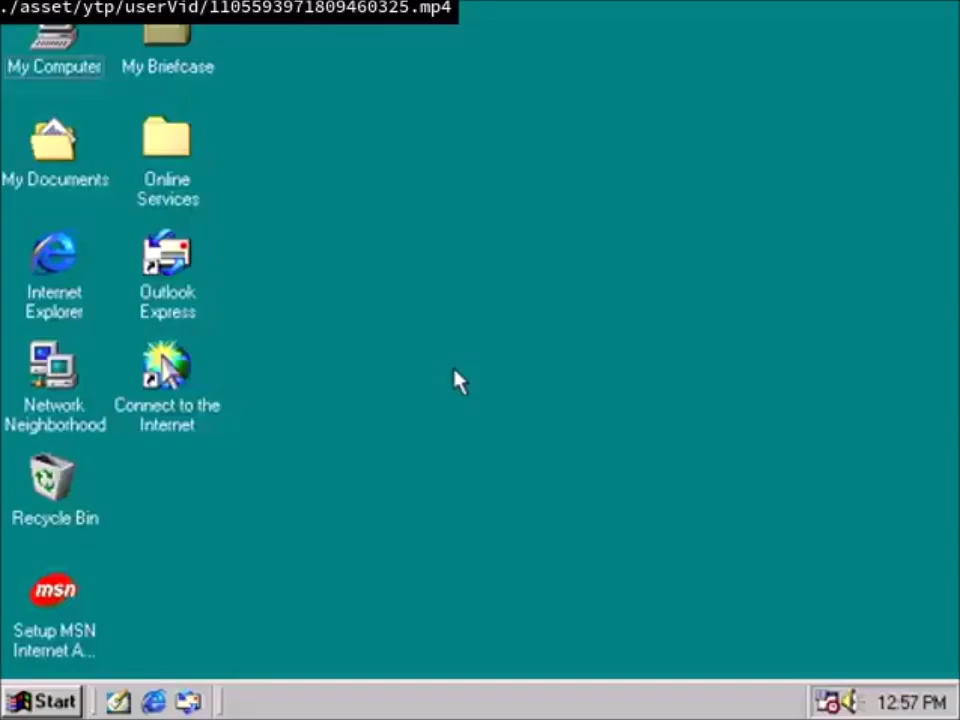 ./asset/ytp/userVid/1105593971809460325.mp4
My Computer
My Briefcase
My Documents
Online
Services
Internet
Explorer
Outlook
Express
Network
Neighborhood
Connect to the
Internet
Recycle Bin
msn
Setup MSN
Internet A...
Start
12:57 PM